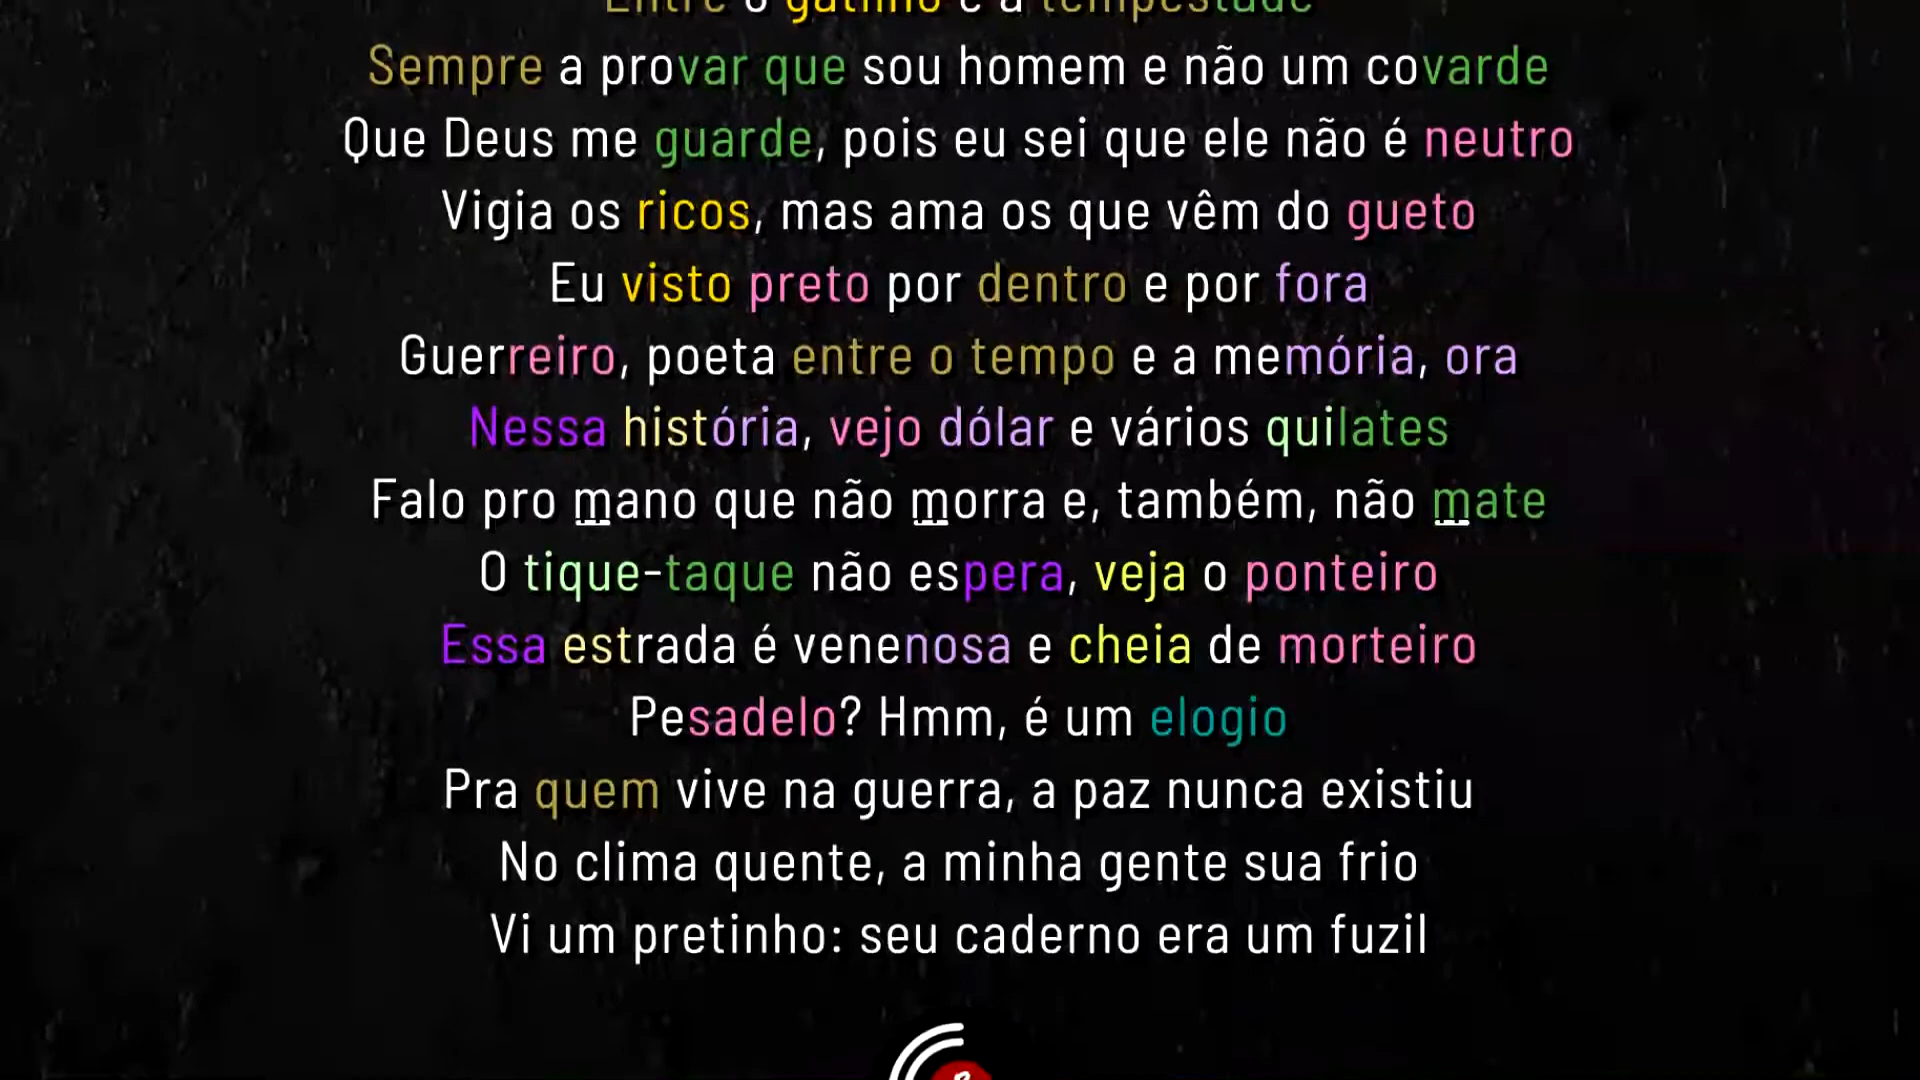 Entre o gatilho e a tempestade
Sempre a provar que sou homem e não um covarde
Que Deus me guarde, pois eu sei que ele não é neutro
Vigia os ricos, mas ama os que vêm do gueto
Eu visto preto por dentro e por fora
Guerreiro, poeta entre o tempo e a memória, ora
Nessa história, vejo dólar e vários quilates
Falo pro mano que não morra e, também, não mate
O tique-taque não espera, veja o ponteiro
Essa estrada é venenosa e cheia de morteiro
Pesadelo? Hmm, é um elogio
Pra quem vive na guerra, a paz nunca existiu
No clima quente, a minha gente sua frio
Vi um pretinho: seu caderno era um fuzil